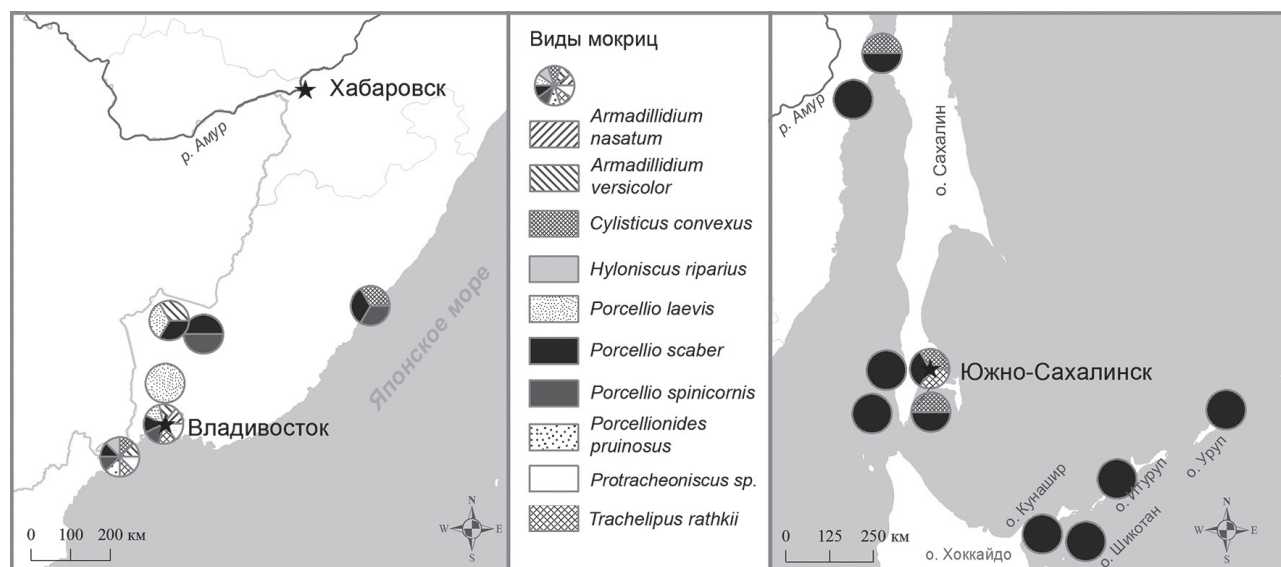 Хабаровск
р. Амур
Японское море
Владивосток
0 100 200 км
N
W E
S
Виды мокриц
Armadillidium
nasatum
Armadillidium
versicolor
Cylisticus convexus
Hyloniscus riparius
Porcellio laevis
Porcellio scaber
Porcellio spinicornis
Porcellionides
pruinosus
Protracheoniscus sp.
Trachelipus rathkii
р. Амур
о. Сахалин
Южно-Сахалинск
о. Уруп
о. Итуруп
о. Кунашир
о. Шикотан
о. Хоккайдо
0 125 250 км
N
W E
S